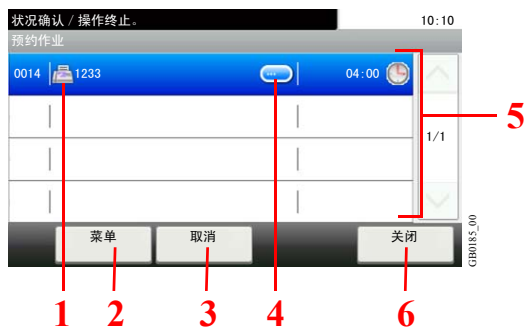 状况确认 / 操作终止。 10:10
预约作业
0014 1233 ... 04:00
1/1
5
菜单 取消 关闭
GB0185_00
1 2 3 4 6